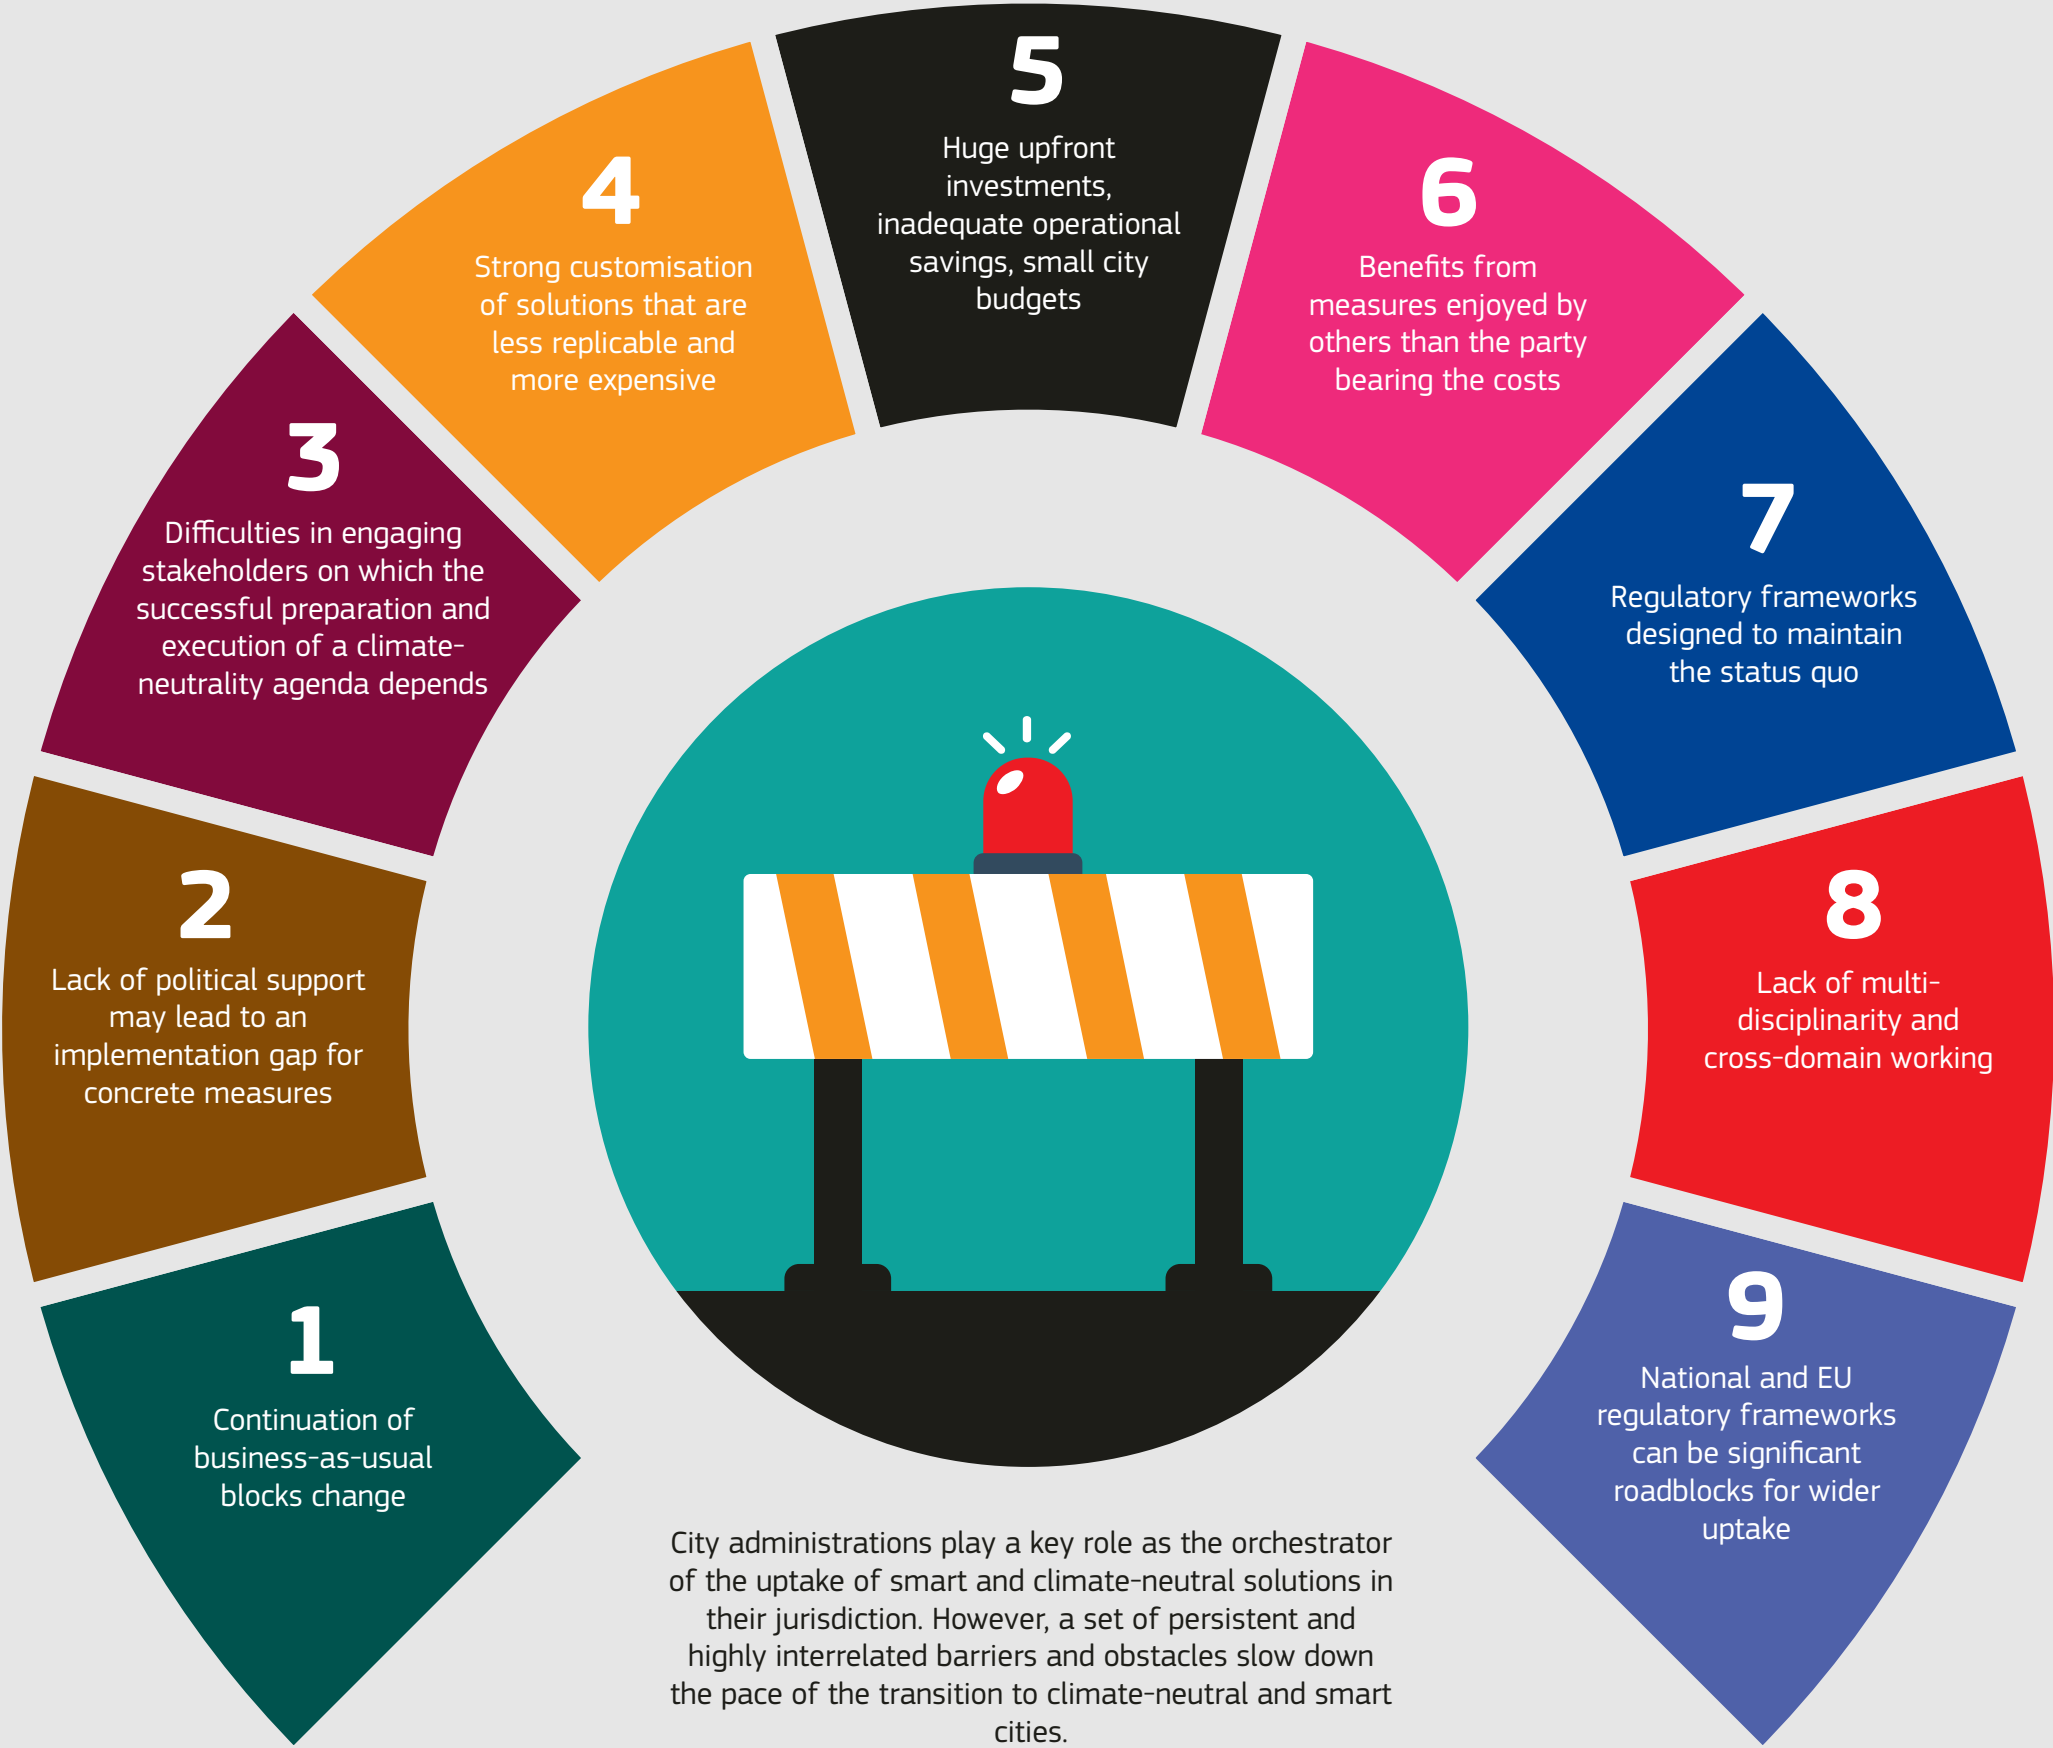 1
Continuation of
business-as-usual
blocks change
2
Lack of political support
may lead to an
implementation gap for
concrete measures
3
Difficulties in engaging
stakeholders on which the
successful preparation and
execution of a climate-
neutrality agenda depends
4
Strong customisation
of solutions that are
less replicable and
more expensive
5
Huge upfront
investments,
inadequate operational
savings, small city
budgets
6
Benefits from
measures enjoyed by
others than the party
bearing the costs
7
Regulatory frameworks
designed to maintain
the status quo
8
Lack of multi-
disciplinarity and
cross-domain working
9
National and EU
regulatory frameworks
can be significant
roadblocks for wider
uptake
City administrations play a key role as the orchestrator
of the uptake of smart and climate-neutral solutions in
their jurisdiction. However, a set of persistent and
highly interrelated barriers and obstacles slow down
the pace of the transition to climate-neutral and smart
cities.